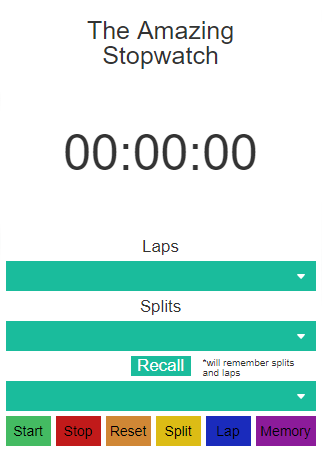 The Amazing
Stopwatch
00:00:00
Laps
Splits
Recall *will remember splits
and laps
Start Stop Reset Split Lap Memory